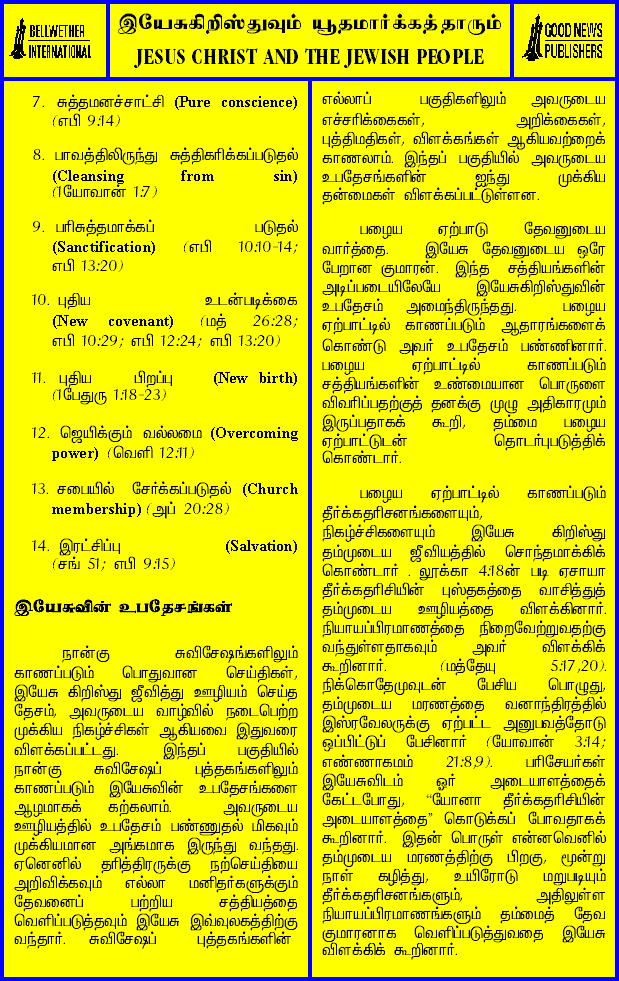 BELLWETHER
INTERNATIONAL
இயேசுகிறிஸ்துவும் யூதமார்க்கத்தாரும்
JESUS CHRIST AND THE JEWISH PEOPLE
GOOD NEWS
PUBLISHERS
7. சுத்தமனச்சாட்சி (Pure conscience)
(எபி 9:14)
8. பாவத்திலிருந்து சுத்திகரிக்கப்படுதல்
(Cleansing from sin)
(1யோவான் 1:7)
9. பரிசுத்தமாக்கப் படுதல்
(Sanctification) (எபி 10:10-14;
எபி 13:20)
10. புதிய உடன்படிக்கை
(New covenant) (மத் 26:28;
எபி 10:29; எபி 12:24; எபி 13:20)
11. புதிய பிறப்பு (New birth)
(1பேதுரு 1:18-23)
12. ஜெயிக்கும் வல்லமை (Overcoming
power) (வெளி 12:11)
13. சபையில் சேர்க்கப்படுதல் (Church
membership) (அப் 20:28)
14. இரட்சிப்பு (Salvation)
(சங் 51; எபி 9:15)
இயேசுவின் உபதேசங்கள்
நான்கு சுவிசேஷங்களிலும்
காணப்படும் பொதுவான செய்திகள்,
இயேசு கிறிஸ்து ஜீவித்து ஊழியம் செய்த
தேசம், அவருடைய வாழ்வில் நடைபெற்ற
முக்கிய நிகழ்ச்சிகள் ஆகியவை இதுவரை
விளக்கப்பட்டது. இந்தப் பகுதியில்
நான்கு சுவிசேஷப் புத்தகங்களிலும்
காணப்படும் இயேசுவின் உபதேசங்களை
ஆழமாகக் கற்கலாம். அவருடைய
ஊழியத்தில் உபதேசம் பண்ணுதல் மிகவும்
முக்கியமான அங்கமாக இருந்து வந்தது.
ஏனெனில் தரித்திரருக்கு நற்செய்தியை
அறிவிக்கவும் எல்லா மனிதர்களுக்கும்
தேவனைப் பற்றிய சத்தியத்தை
வெளிப்படுத்தவும் இயேசு இவ்வுலகத்திற்கு
வந்தார். சுவிசேஷப் புத்தகங்களின்
எல்லாப் பகுதிகளிலும் அவருடைய
எச்சரிக்கைகள், அறிக்கைகள்,
புத்திமதிகள், விளக்கங்கள் ஆகியவற்றைக்
காணலாம். இந்தப் பகுதியில் அவருடைய
உபதேசங்களின் ஐந்து முக்கிய
தன்மைகள் விளக்கப்பட்டுள்ளன.
பழைய ஏற்பாடு தேவனுடைய
வார்த்தை. இயேசு தேவனுடைய ஒரே
பேறான குமாரன். இந்த சத்தியங்களின்
அடிப்படையிலேயே இயேசுகிறிஸ்துவின்
உபதேசம் அமைந்திருந்தது. பழைய
ஏற்பாட்டில் காணப்படும் ஆதாரங்களைக்
கொண்டு அவர் உபதேசம் பண்ணினார்.
பழைய ஏற்பாட்டில் காணப்படும்
சத்தியங்களின் உண்மையான பொருளை
விவரிப்பதற்குத் தனக்கு முழு அதிகாரமும்
இருப்பதாகக் கூறி, தம்மை பழைய
ஏற்பாட்டுடன் தொடர்புபடுத்திக்
கொண்டார்.
பழைய ஏற்பாட்டில் காணப்படும்
தீர்க்கதரிசனங்களையும்,
நிகழ்ச்சிகளையும் இயேசு கிறிஸ்து
தம்முடைய ஜீவியத்தில் சொந்தமாக்கிக்
கொண்டார் . லூக்கா 4:18ன் படி ஏசாயா
தீர்க்கதரிசியின் புஸ்தகத்தை வாசித்துத்
தம்முடைய ஊழியத்தை விளக்கினார்.
நியாயப்பிரமாணத்தை நிறைவேற்றுவதற்கு
வந்துள்ளதாகவும் அவர் விளக்கிக்
கூறினார். (மத்தேயு 5:17,20).
நிக்கொதேமுவுடன் பேசிய பொழுது,
தம்முடைய மரணத்தை வனாந்திரத்தில்
இஸ்ரவேலருக்கு ஏற்பட்ட அனுபவத்தோடு
ஒப்பிட்டுப் பேசினார் (யோவான் 3:14;
எண்ணாகமம் 21:8,9). பரிசேயர்கள்
இயேசுவிடம் ஓர் அடையாளத்தைக்
கேட்டபோது, "யோனா தீர்க்கதரிசியின்
அடையாளத்தை" கொடுக்கப் போவதாகக்
கூறினார். இதன் பொருள் என்னவெனில்
தம்முடைய மரணத்திற்கு பிறகு, மூன்று
நாள் கழித்து, உயிரோடு மறுபடியும்
தீர்க்கதரிசனங்களும், அதிலுள்ள
நியாயப்பிரமாணங்களும் தம்மைத் தேவ
குமாரனாக வெளிப்படுத்துவதை இயேசு
விளக்கிக் கூறினார்.